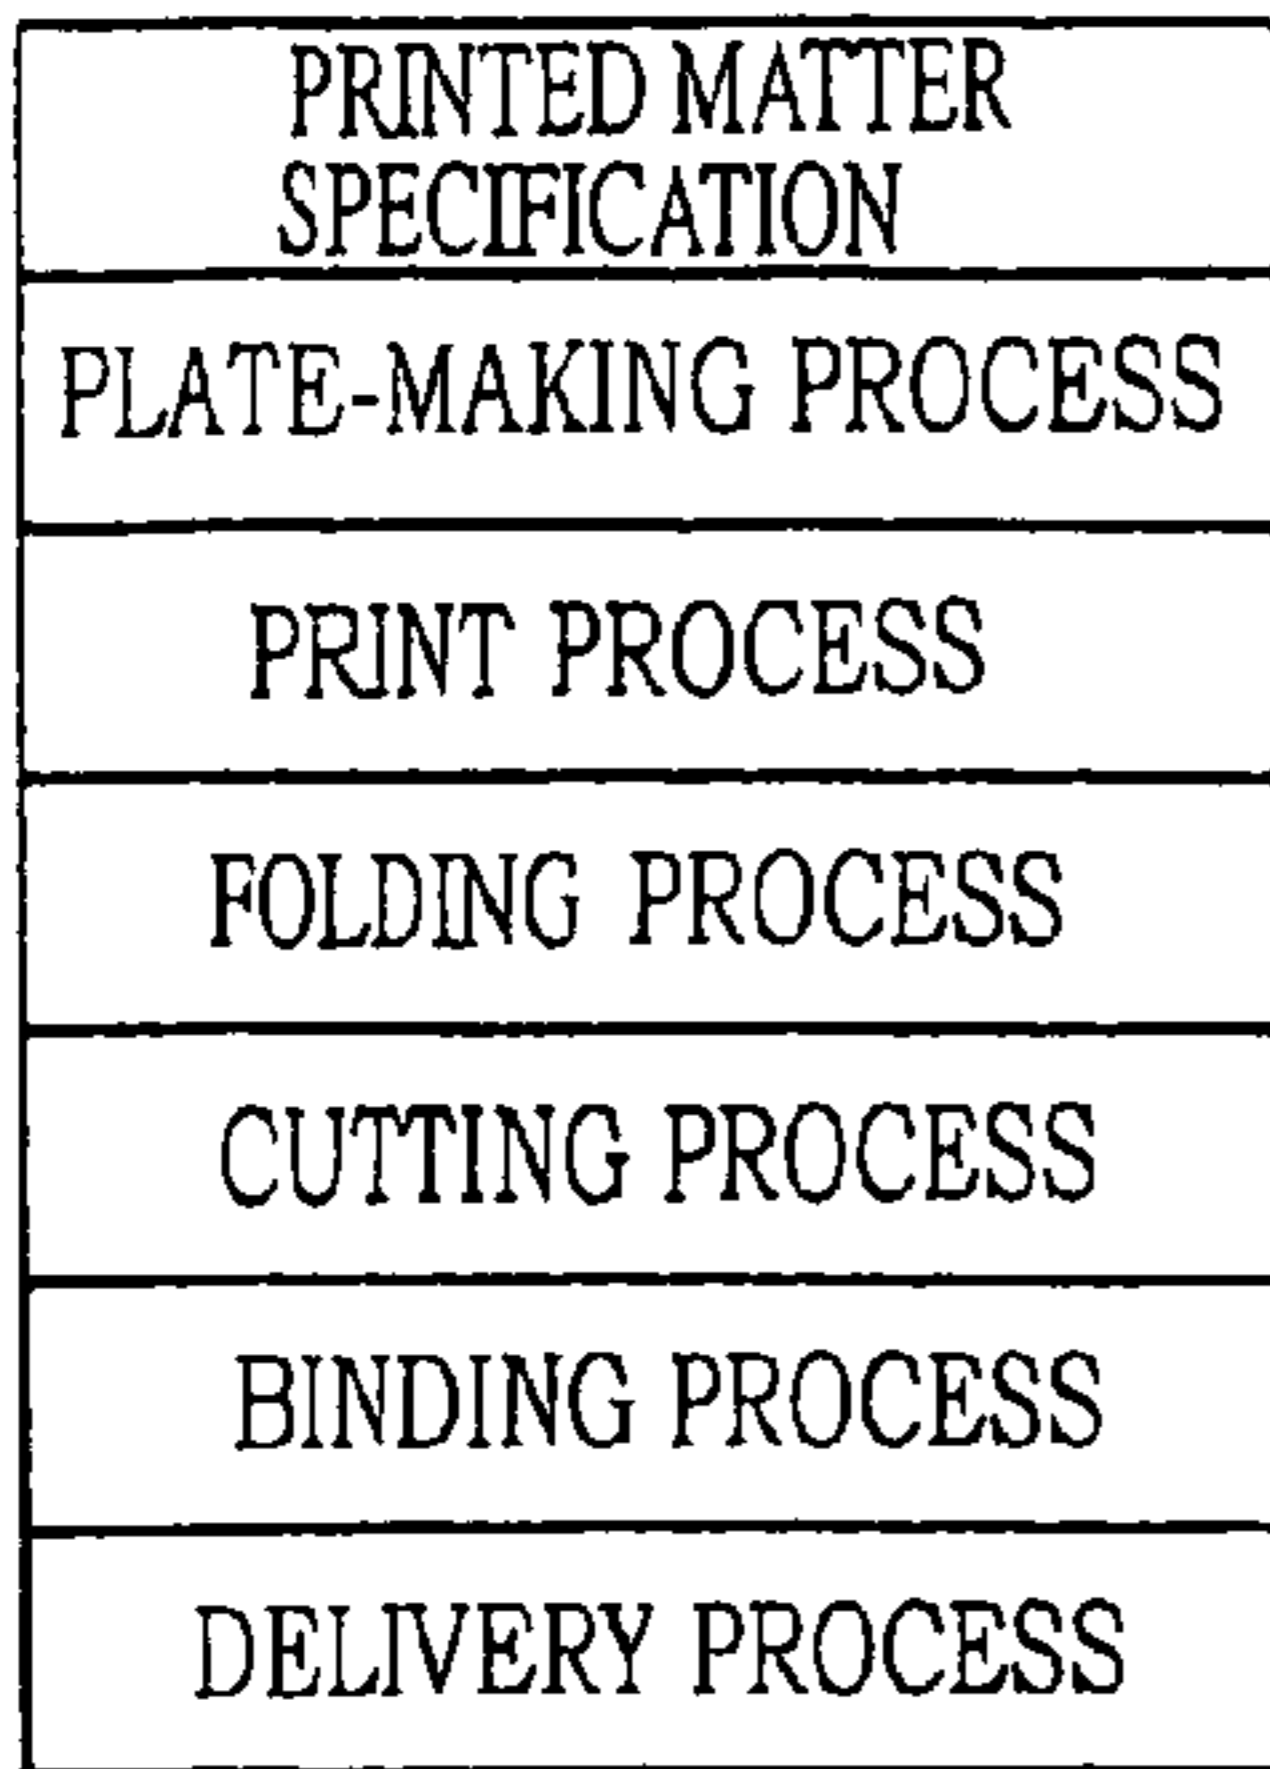 PRINTED MATTER
SPECIFICATION
PLATE-MAKING PROCESS
PRINT PROCESS
FOLDING PROCESS
CUTTING PROCESS
BINDING PROCESS
DELIVERY PROCESS